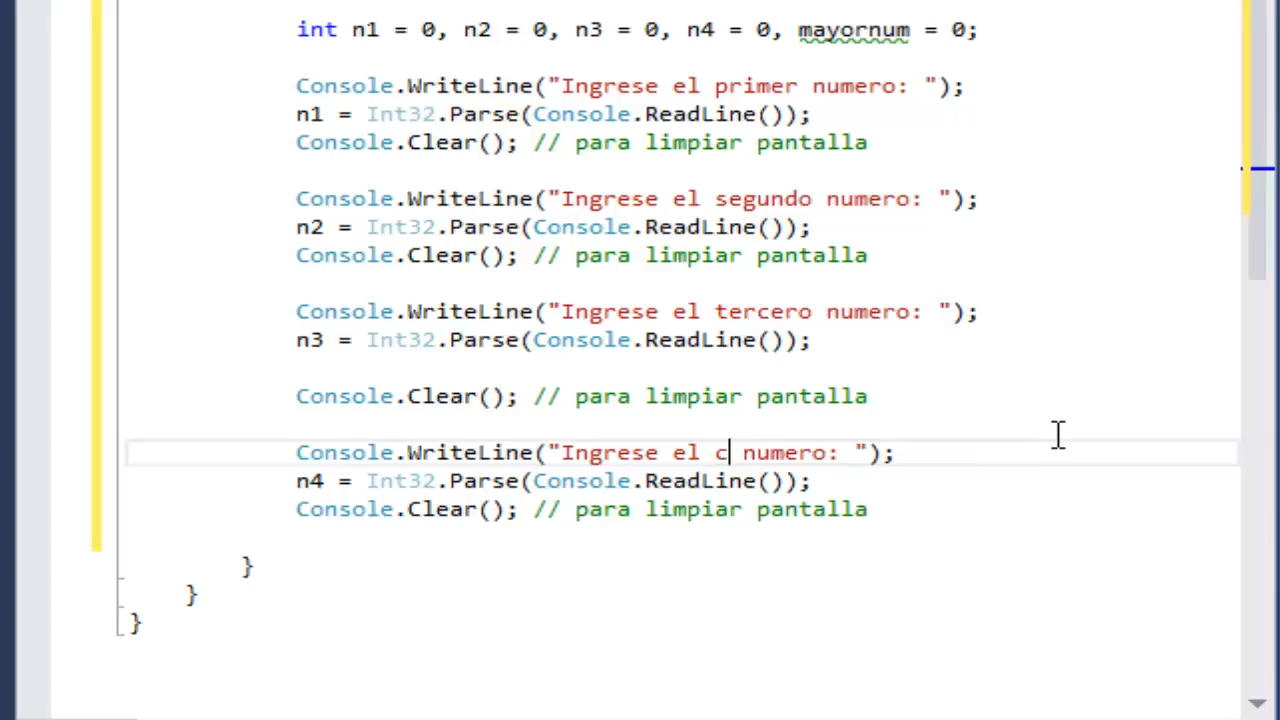 int n1 = 0, n2 = 0, n3 = 0, n4 = 0, mayornum = 0;
Console.WriteLine("Ingrese el primer numero: ");
n1 = Int32.Parse(Console.ReadLine());
Console.Clear(); // para limpiar pantalla
Console.WriteLine("Ingrese el segundo numero: ");
n2 = Int32.Parse(Console.ReadLine());
Console.Clear(); // para limpiar pantalla
Console.WriteLine("Ingrese el tercero numero: ");
n3 = Int32.Parse(Console.ReadLine());
Console.Clear(); // para limpiar pantalla
Console.WriteLine("Ingrese el c numero: ");
n4 = Int32.Parse(Console.ReadLine());
Console.Clear(); // para limpiar pantalla
}
}
}